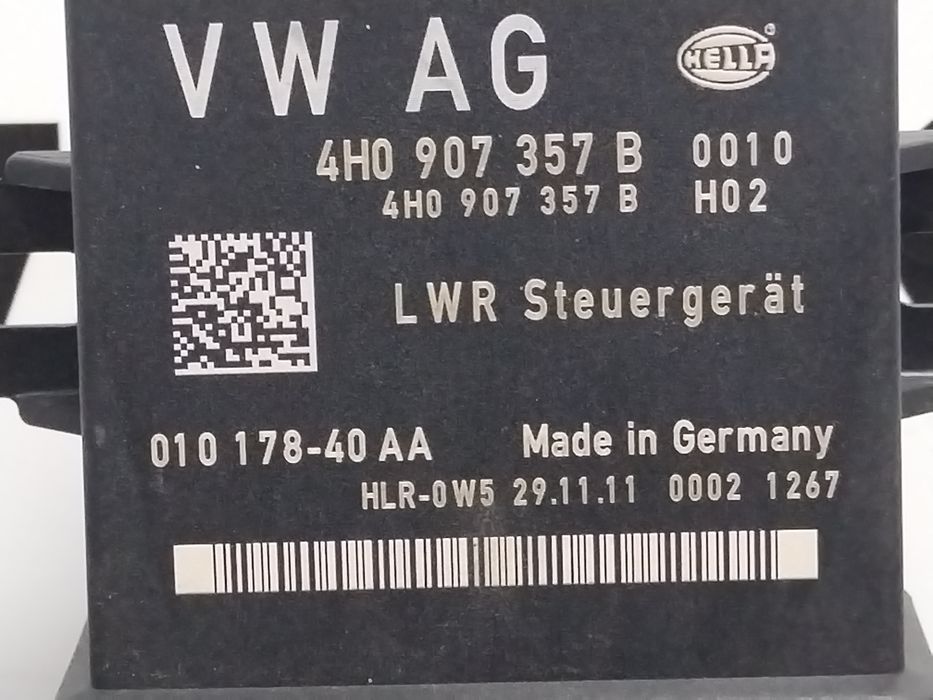 VW AG HELLA®
4H0 907 357 B 0010
4H0 907 357 B H02
LWR Steuergerät
010 178-40 AA Made in Germany
HLR-0W5 29.11.11 0002 1267